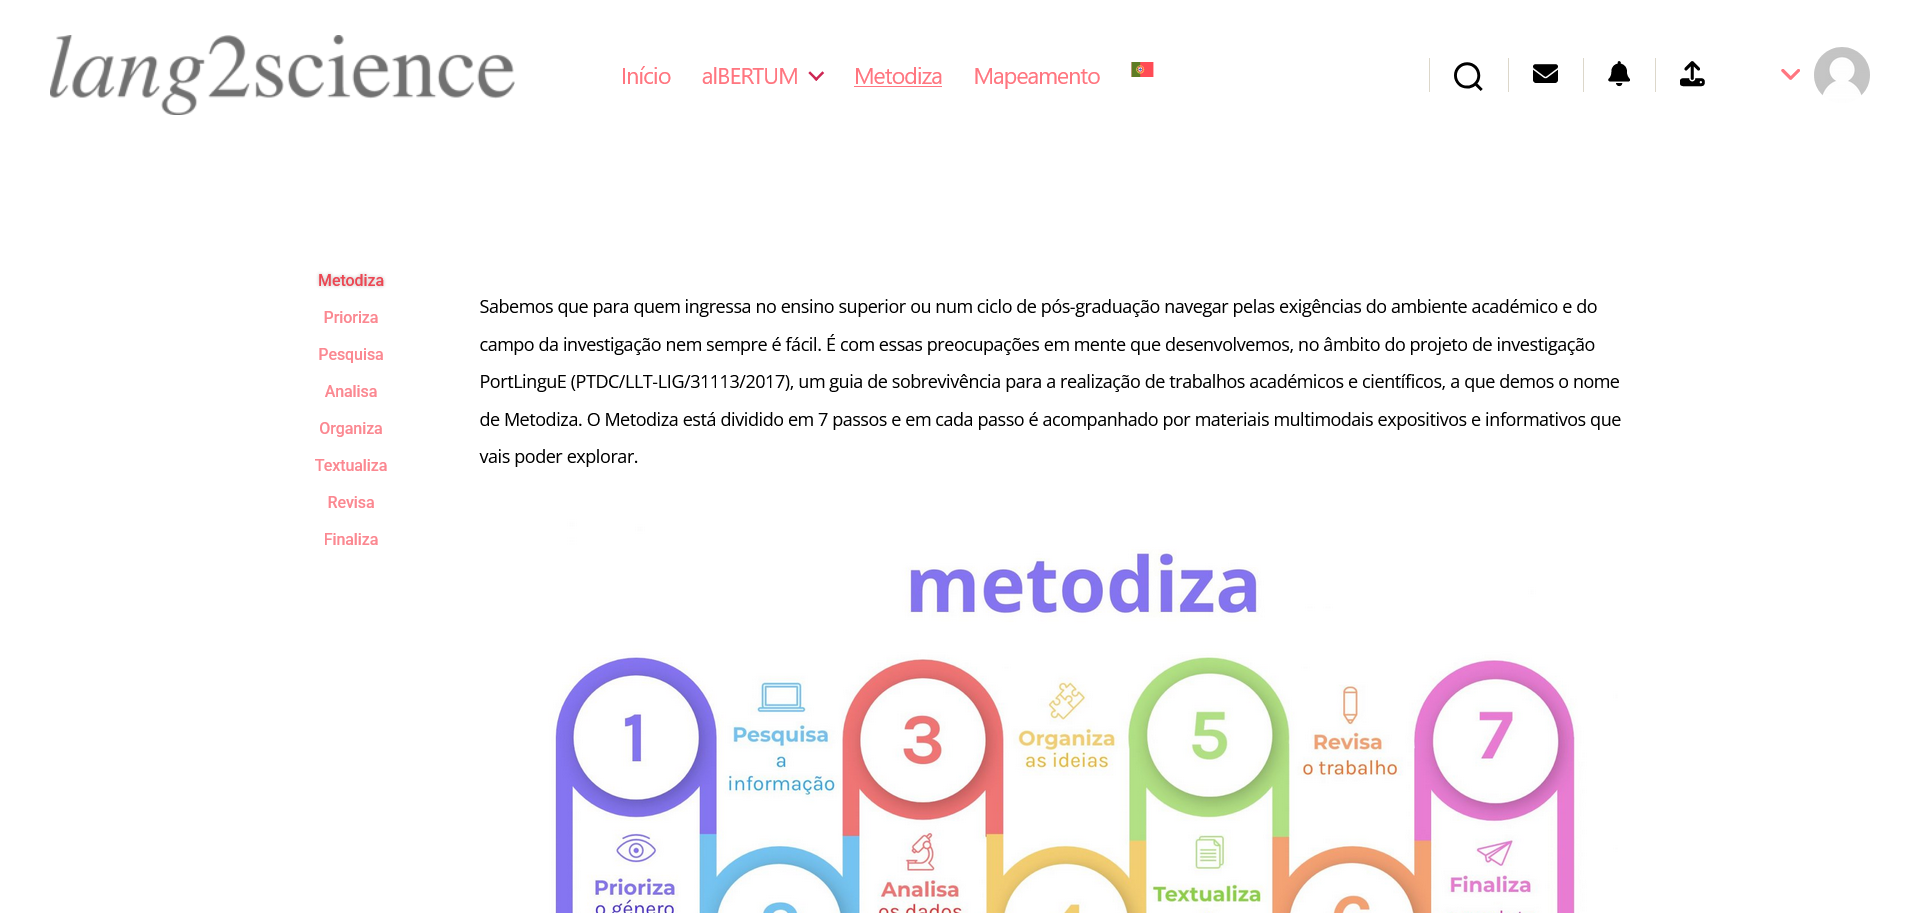 lang2science
Início
alBERTUM
Metodiza
Mapeamento
Metodiza
Prioriza
Pesquisa
Analisa
Organiza
Textualiza
Revisa
Finaliza
Sabemos que para quem ingressa no ensino superior ou num ciclo de pós-graduação navegar pelas exigências do ambiente académico e do
campo da investigação nem sempre é fácil. É com essas preocupações em mente que desenvolvemos, no âmbito do projeto de investigação
PortLinguE (PTDC/LLT-LIG/31113/2017), um guia de sobrevivência para a realização de trabalhos académicos e científicos, a que demos o nome
de Metodiza. O Metodiza está dividido em 7 passos e em cada passo é acompanhado por materiais multimodais expositivos e informativos que
vais poder explorar.
metodiza
1
Prioriza
o género
Pesquisa
a
informação
3
Analisa
os dados
Organiza
as ideias
5
Textualiza
Revisa
o trabalho
7
Finaliza